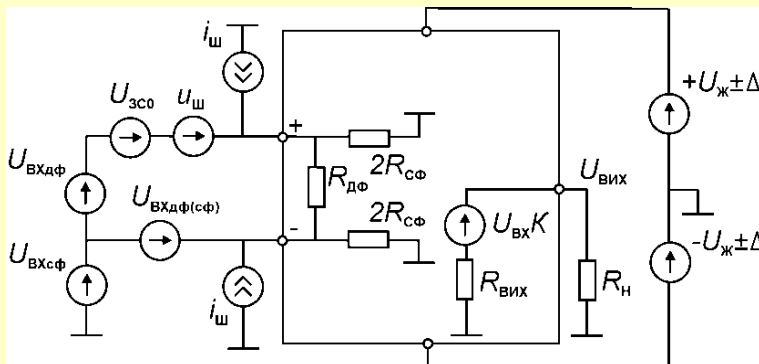 iш
Uзс0
uш
+
2Rсф
+Uж±Δ
Uвхдф
Rдф
Uвих
Uвхдф(сф)
-
2Rсф
UвхK
-Uж±Δ
Uвхсф
iш
Rвих
Rн